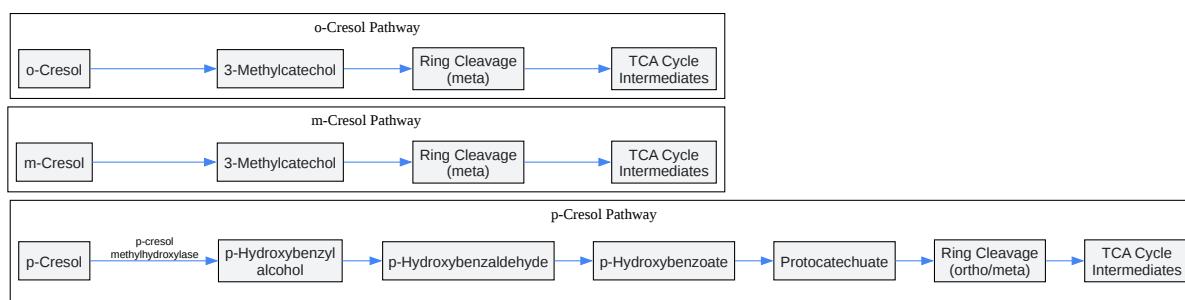 o-Cresol Pathway
o-Cresol
3-Methylcatechol
Ring Cleavage
(meta)
TCA Cycle
Intermediates
m-Cresol Pathway
m-Cresol
3-Methylcatechol
Ring Cleavage
(meta)
TCA Cycle
Intermediates
p-Cresol Pathway
p-Cresol
p-cresol
methylhydroxylase
p-Hydroxybenzyl
alcohol
p-Hydroxybenzaldehyde
p-Hydroxybenzoate
Protocatechuate
Ring Cleavage
(ortho/meta)
TCA Cycle
Intermediates